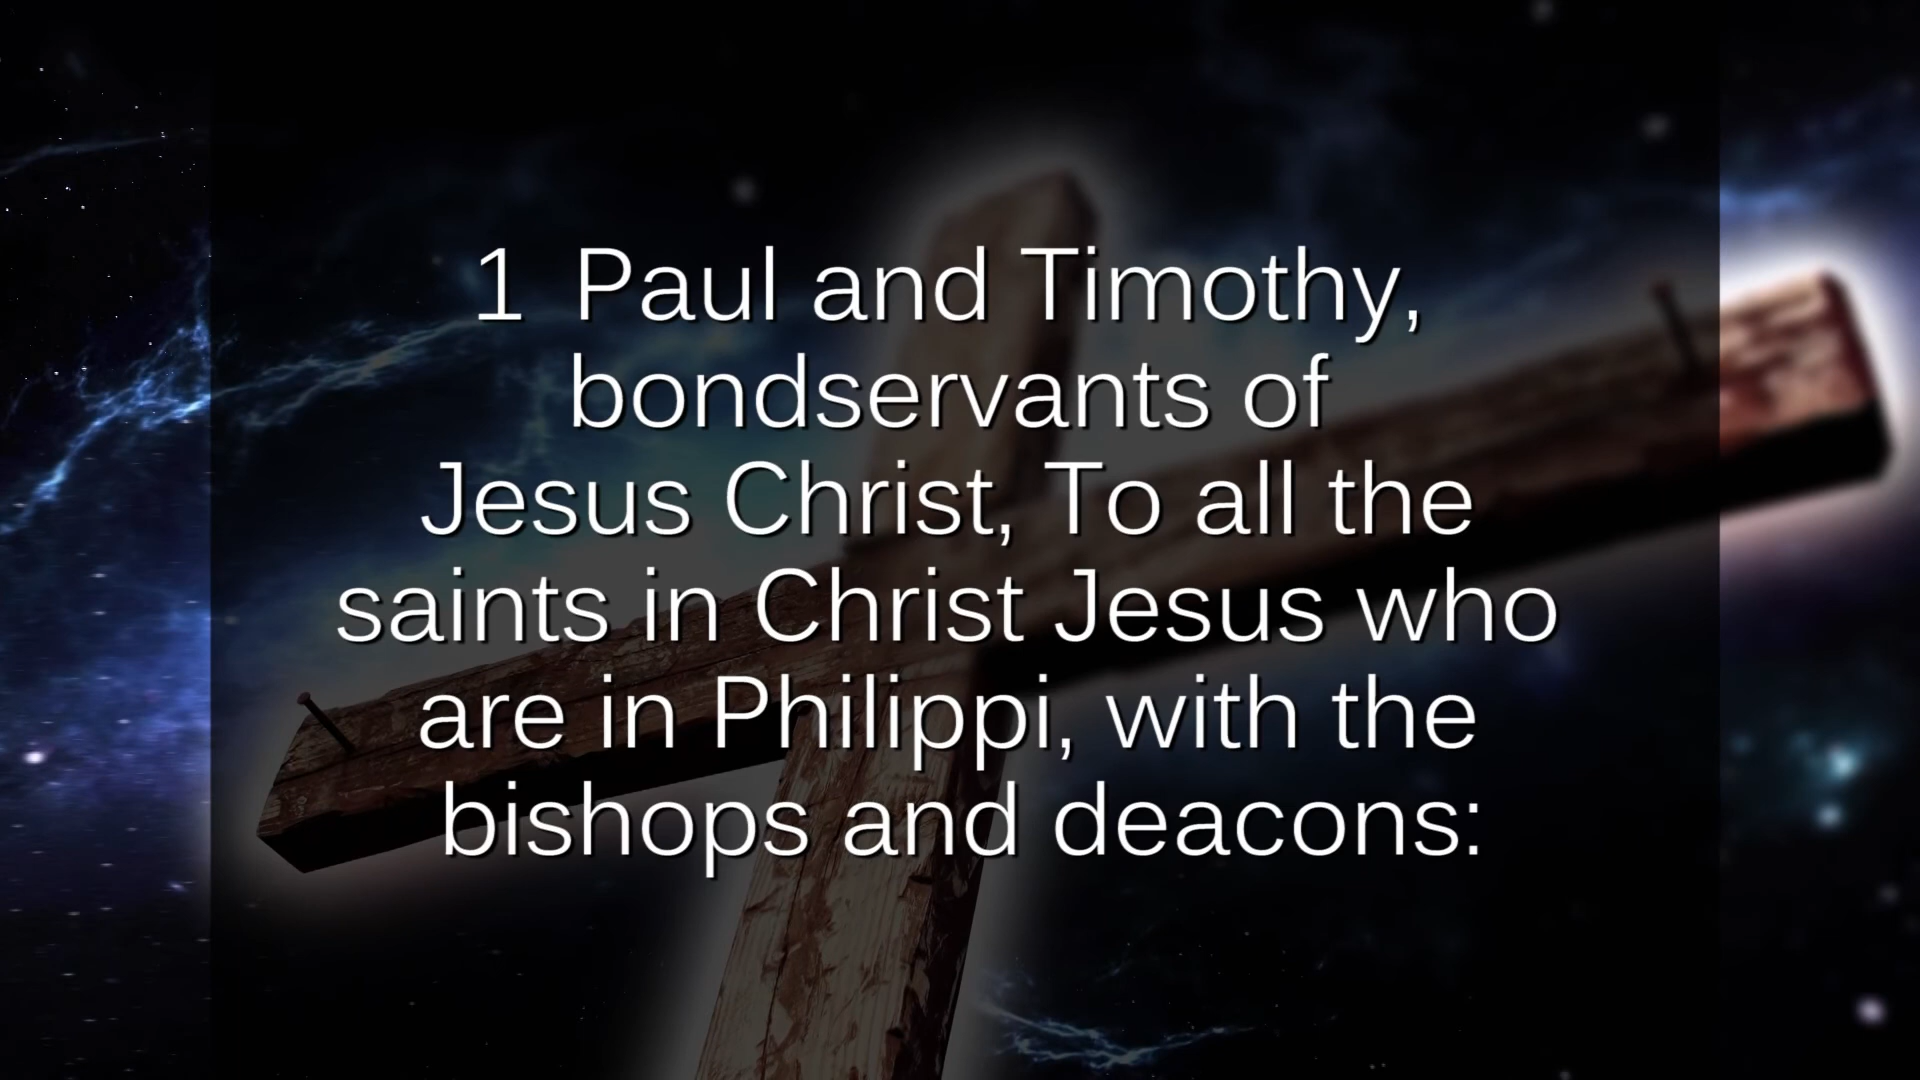 1 Paul and Timothy,
bondservants of
Jesus Christ, To all the
saints in Christ Jesus who
are in Philippi, with the
bishops and deacons: